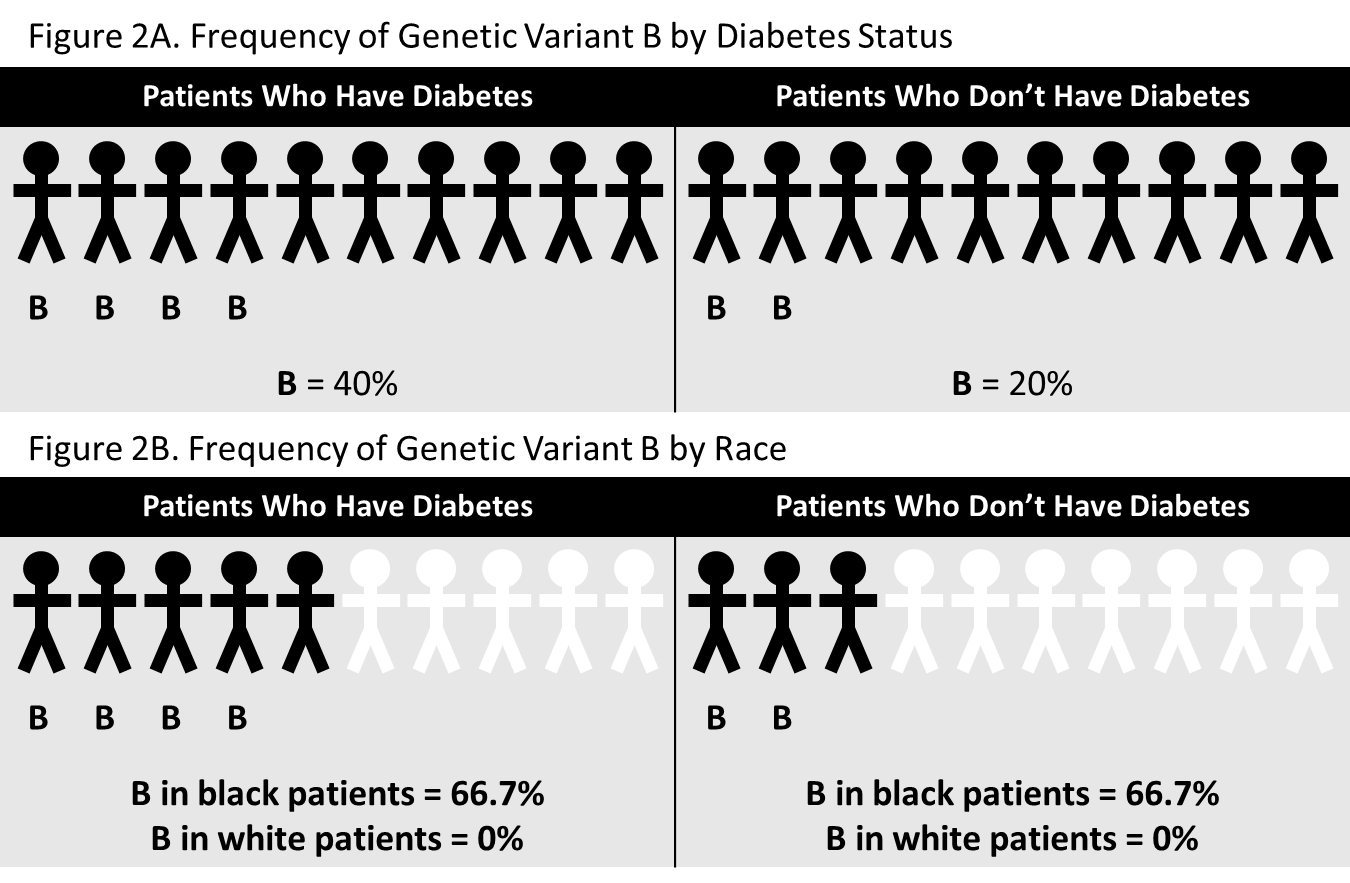 Figure 2A. Frequency of Genetic Variant B by Diabetes Status
Patients Who Have Diabetes
Patients Who Don’t Have Diabetes
B B B B
B B
B = 40%
B = 20%
Figure 2B. Frequency of Genetic Variant B by Race
Patients Who Have Diabetes
Patients Who Don’t Have Diabetes
B B B B
B B
B in black patients = 66.7%
B in white patients = 0%
B in black patients = 66.7%
B in white patients = 0%